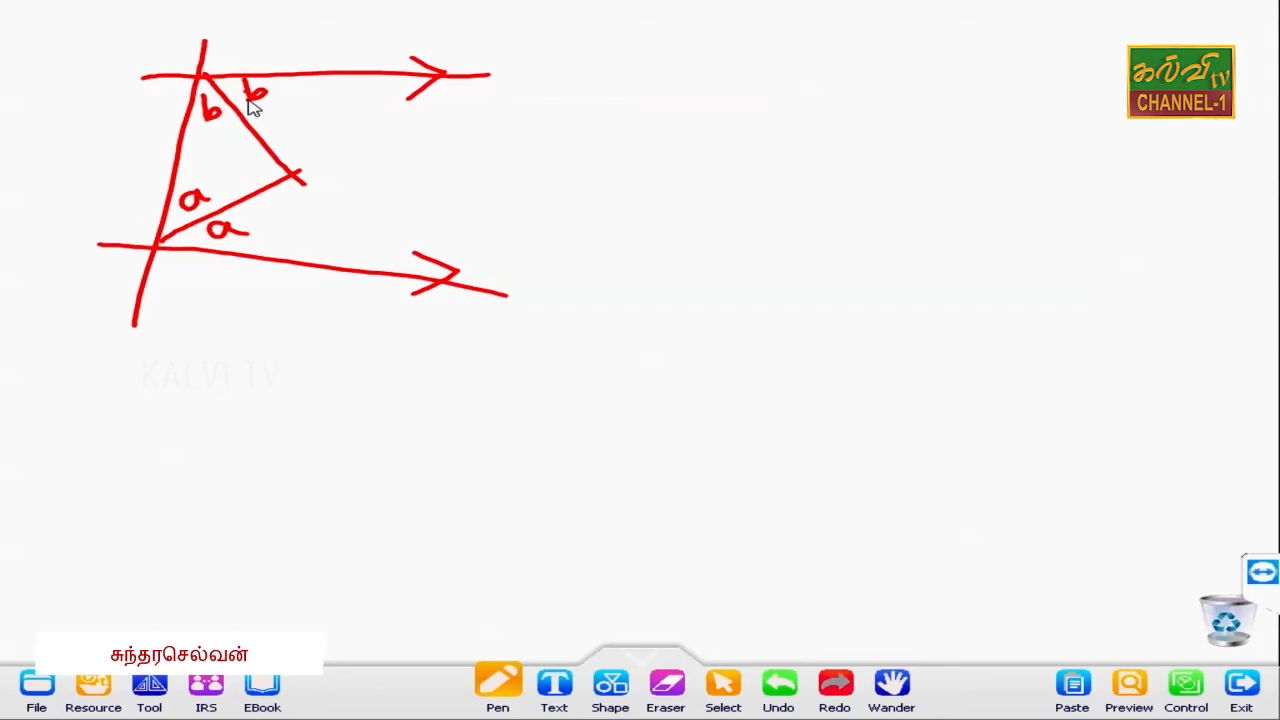 கல்வி tv
CHANNEL-1
b
b
a
a
KALVI TV
சுந்தரசெல்வன்
File Resource Tool IRS EBook Pen Text Shape Eraser Select Undo Redo Wander Paste Preview Control Exit